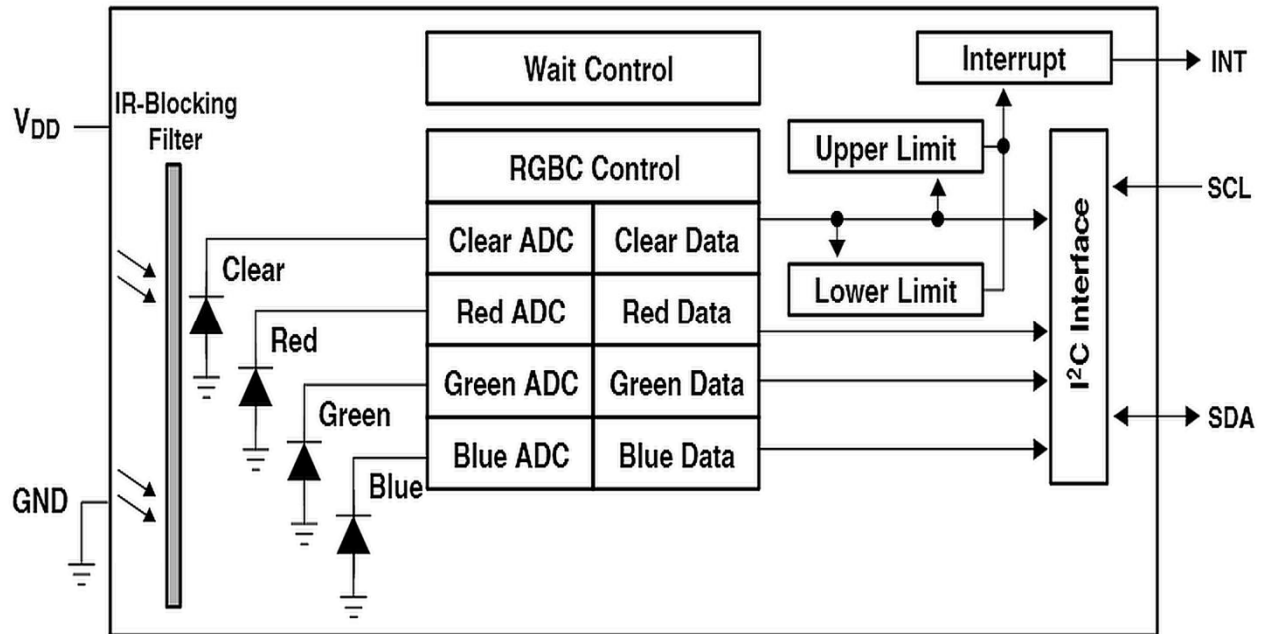 Wait Control
Interrupt
INT
IR-Blocking
Filter
V_DD
Upper Limit
RGBC Control
SCL
Clear ADC
Clear Data
Clear
Lower Limit
Red ADC
Red Data
Red
I²C Interface
Green ADC
Green Data
Green
SDA
Blue ADC
Blue Data
Blue
GND